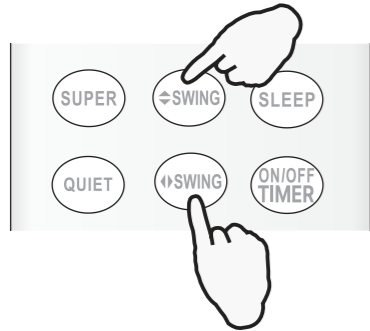 SUPER
SWING
SLEEP
QUIET
SWING
ON/OFF
TIMER